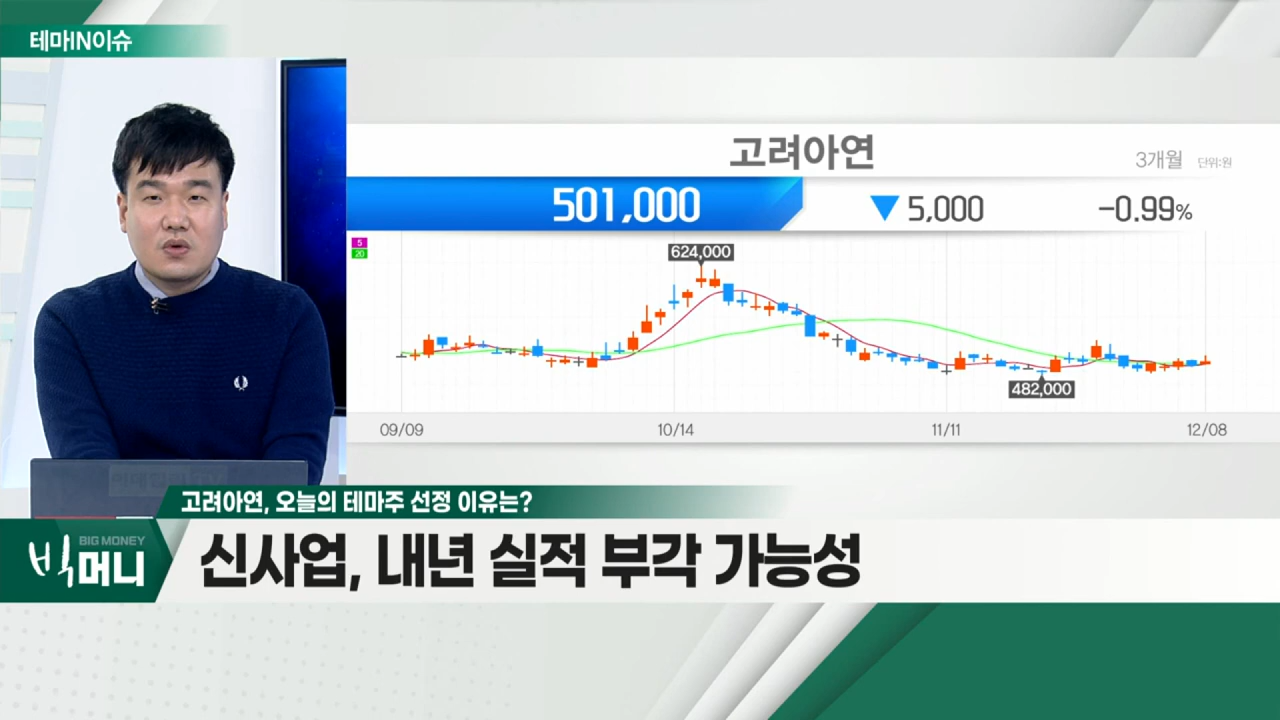 테마IN이슈
고려아연
3개월 단위:원
501,000 ▼5,000 -0.99%
5
20
624,000
482,000
09/09 10/14 11/11 12/08
고려아연, 오늘의 테마주 선정 이유는?
BIG MONEY
빅머니
신사업, 내년 실적 부각 가능성